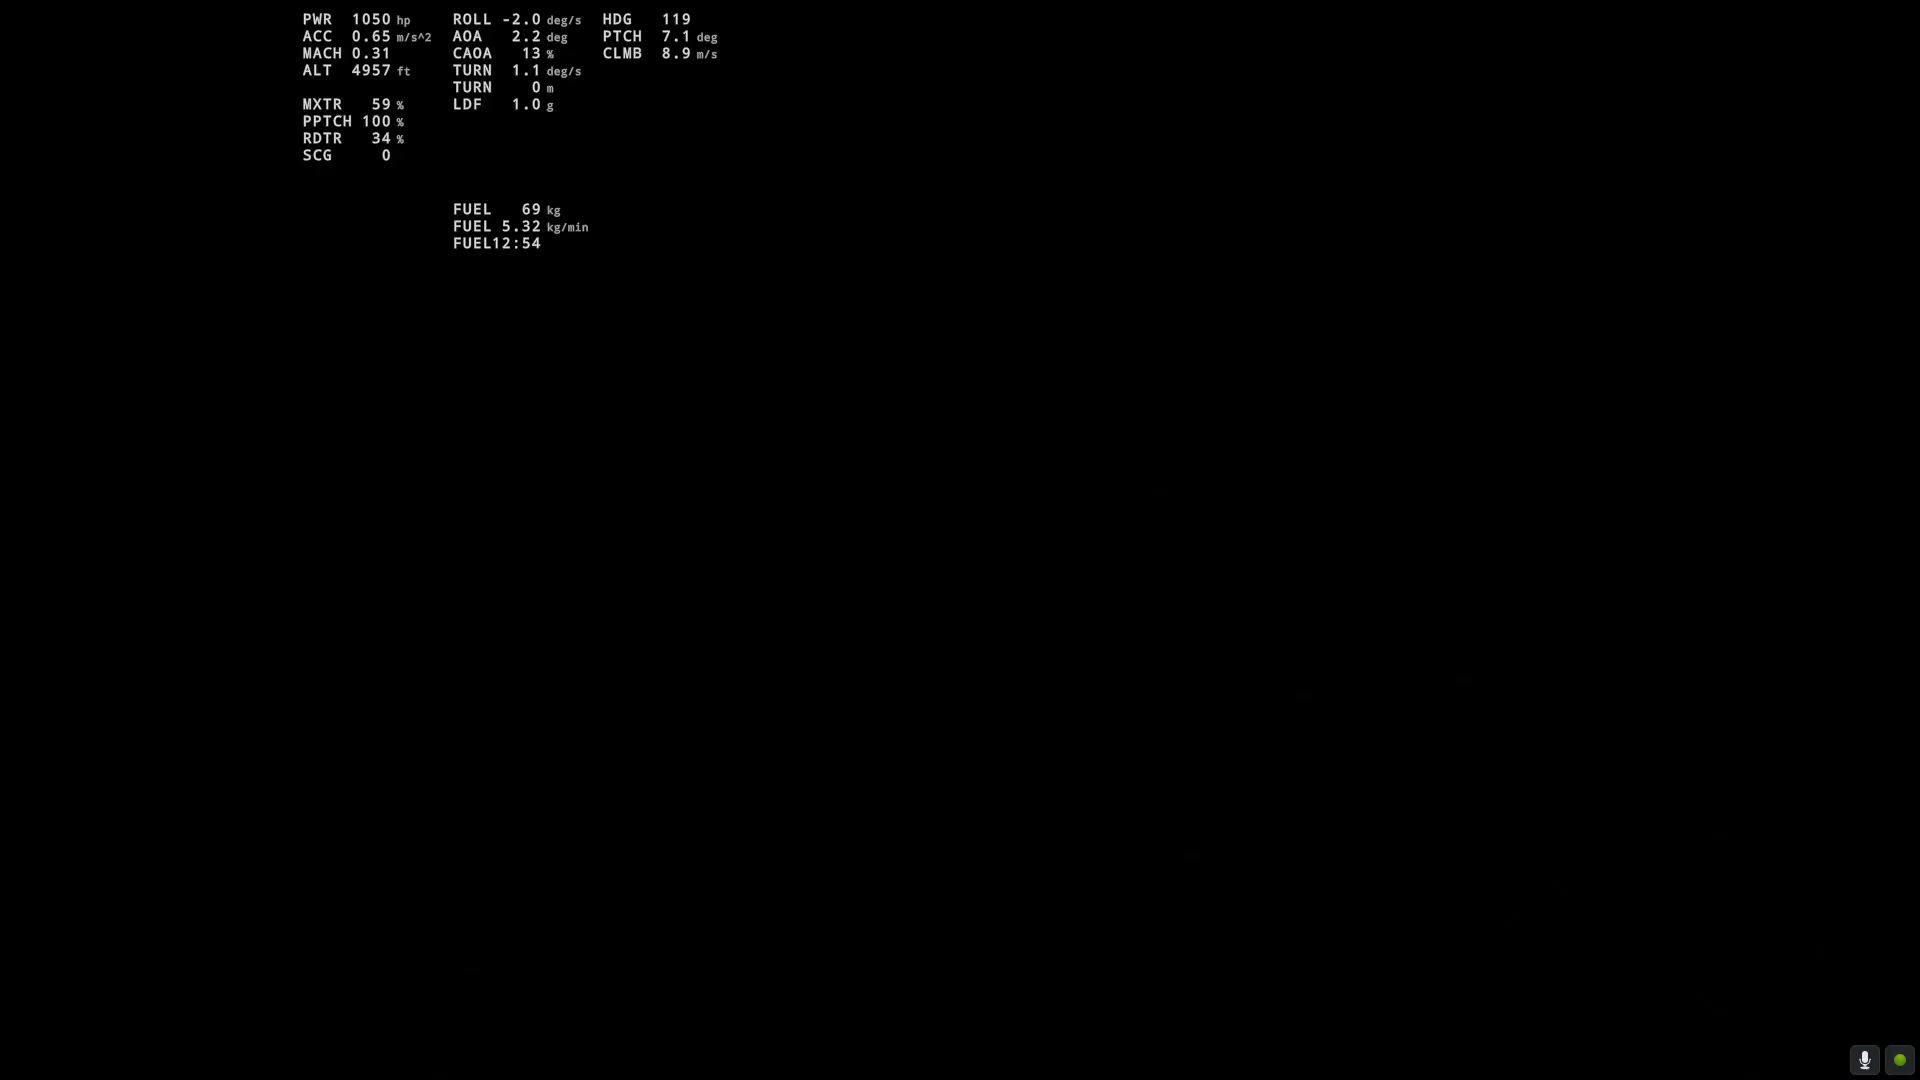 PWR 1050 hp ROLL -2.0 deg/s HDG 119
ACC 0.65 m/s^2 AOA 2.2 deg PTCH 7.1 deg
MACH 0.31 CAOA 13 % CLMB 8.9 m/s
ALT 4957 ft TURN 1.1 deg/s
TURN 0 m
MXTR 59 % LDF 1.0 g
PPTCH 100 %
RDTR 34 %
SCG 0
FUEL 69 kg
FUEL 5.32 kg/min
FUEL12:54